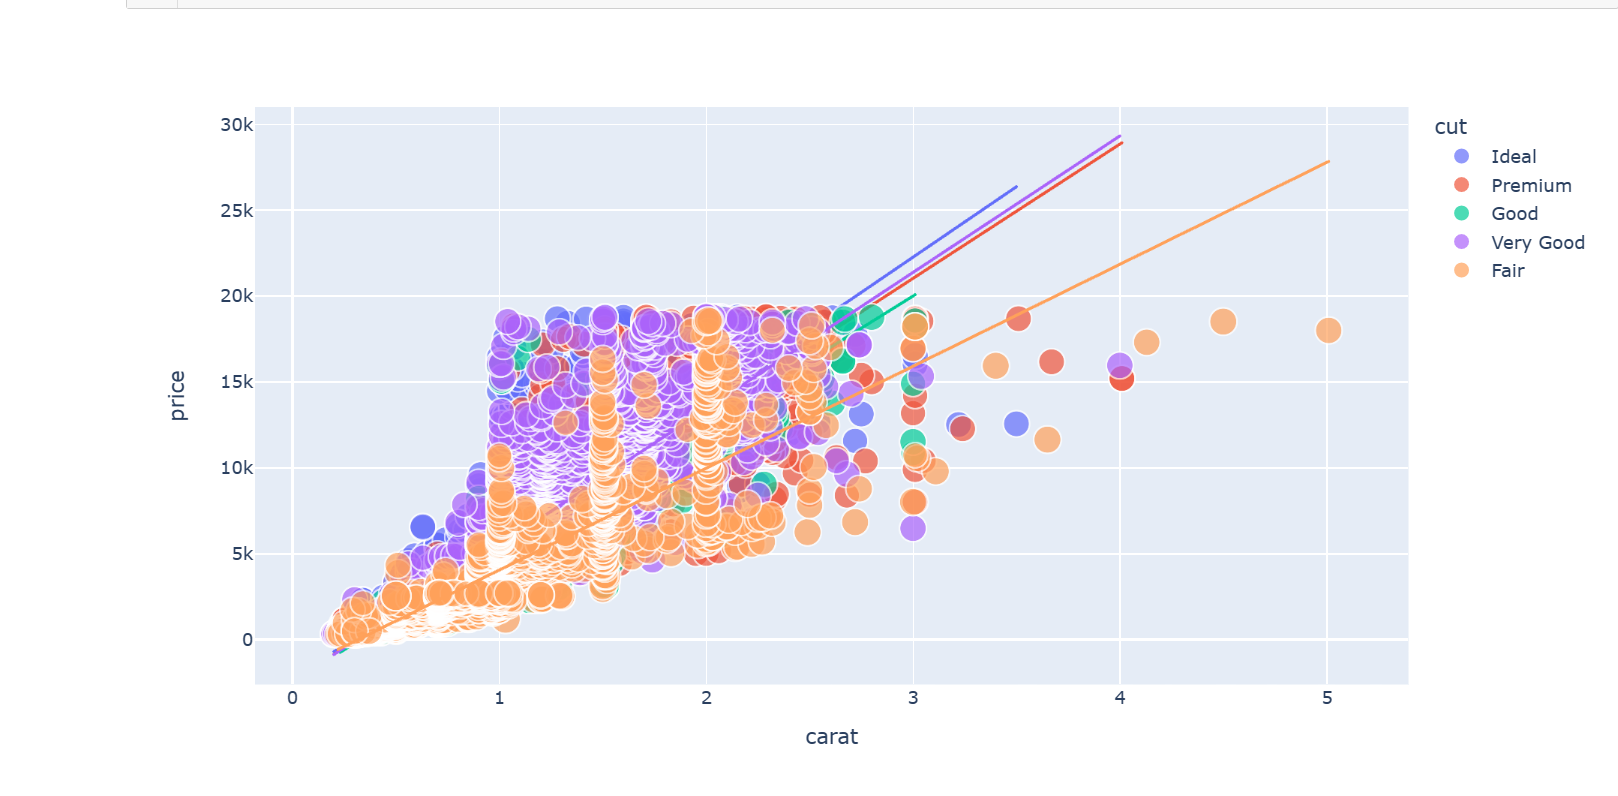 30k
25k
20k
15k
10k
5k
0
price
0 1 2 3 4 5
carat
cut
Ideal
Premium
Good
Very Good
Fair